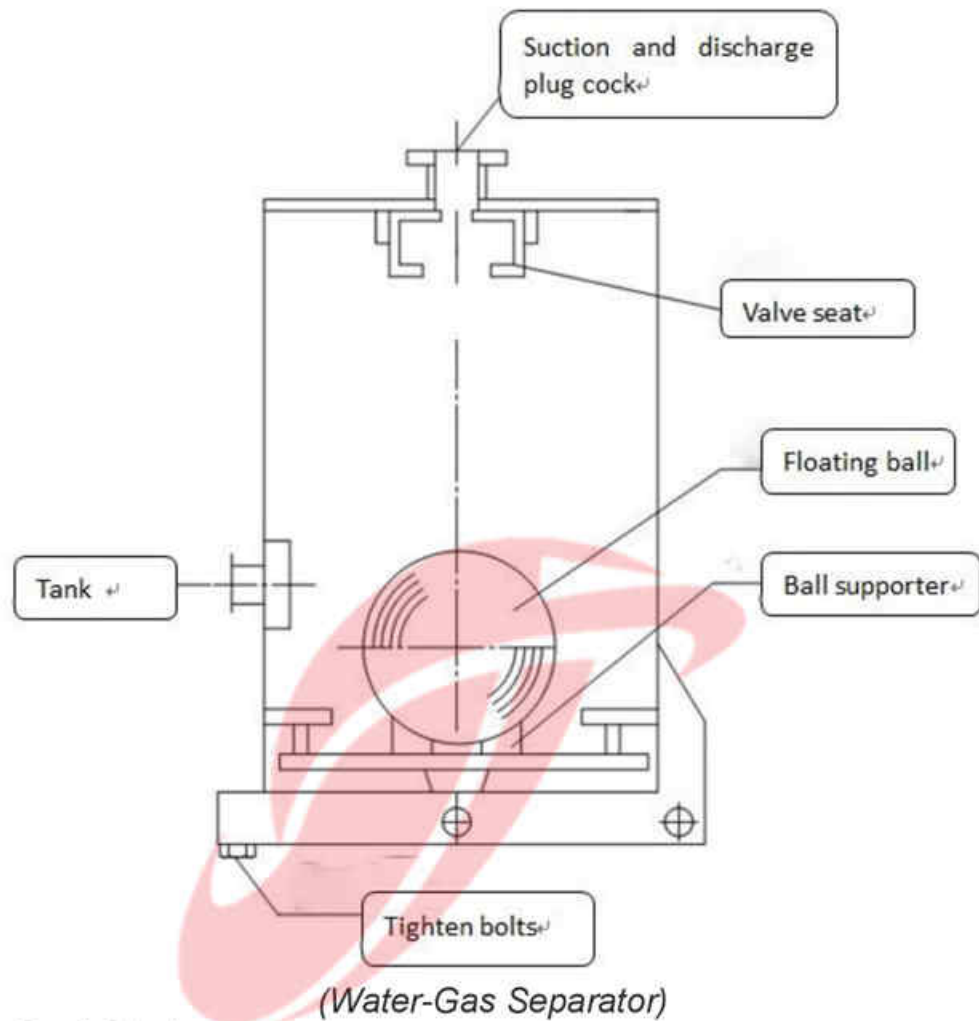 Suction and discharge
plug cock↵
Valve seat↵
Floating ball↵
Tank ↵
Ball supporter↵
Tighten bolts↵
(Water-Gas Separator)